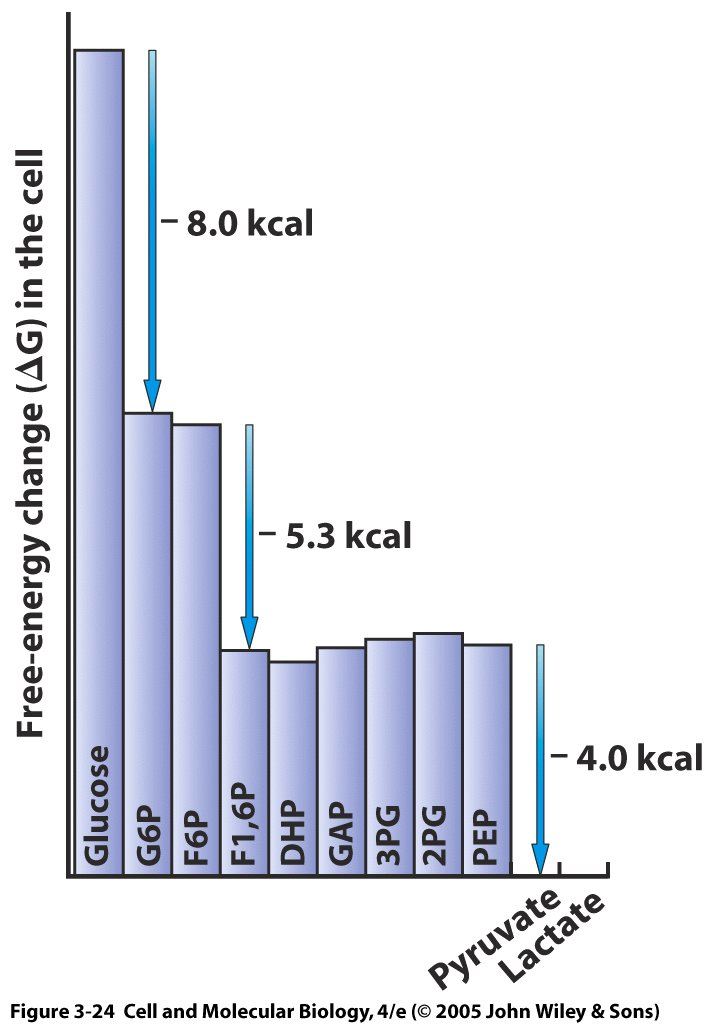 Free-energy change (ΔG) in the cell
– 8.0 kcal
– 5.3 kcal
– 4.0 kcal
Glucose
G6P
F6P
F1,6P
DHP
GAP
3PG
2PG
PEP
Pyruvate
Lactate
Figure 3-24 Cell and Molecular Biology, 4/e (© 2005 John Wiley & Sons)